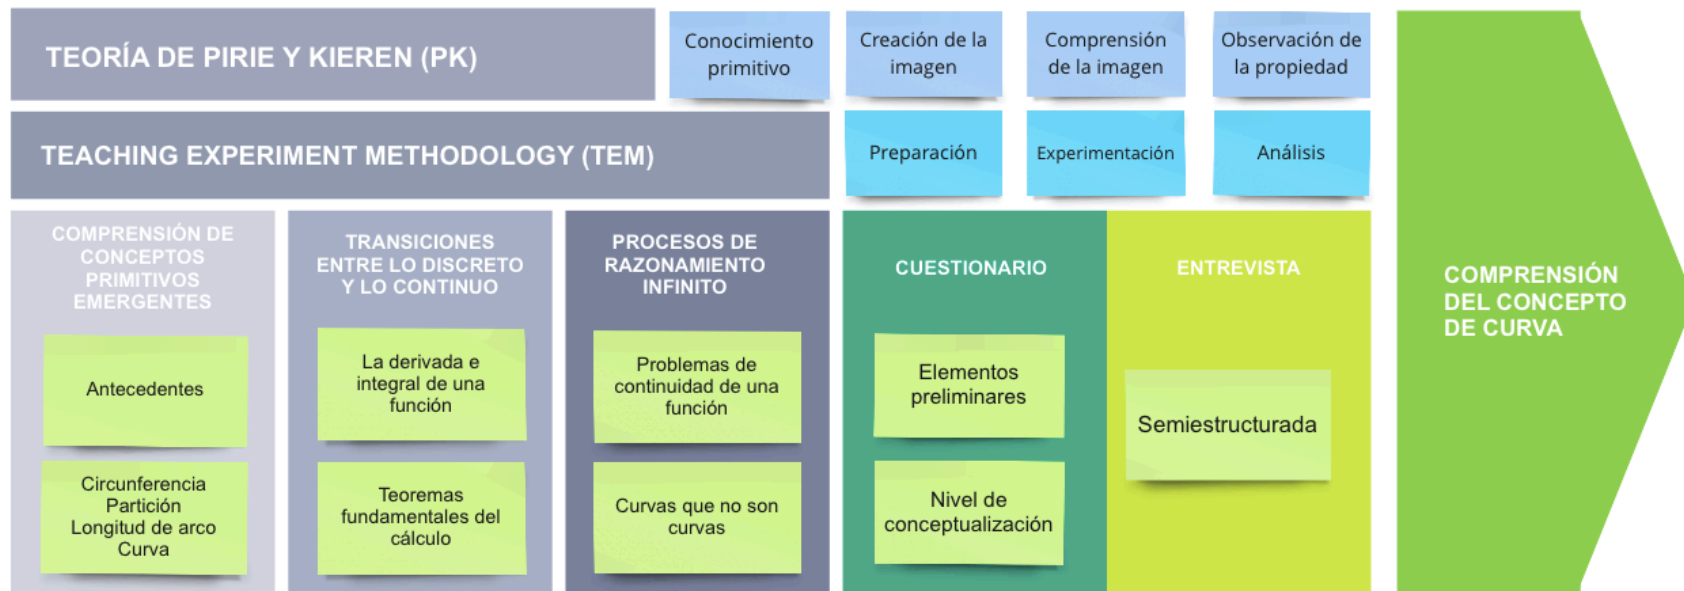 TEORÍA DE PIRIE Y KIEREN (PK)
Conocimiento
primitivo
Creación de la
imagen
Comprensión
de la imagen
Observación de
la propiedad
TEACHING EXPERIMENT METHODOLOGY (TEM)
Preparación
Experimentación
Análisis
COMPRENSIÓN DE
CONCEPTOS
PRIMITIVOS
EMERGENTES
Antecedentes
Circunferencia
Partición
Longitud de arco
Curva
TRANSICIONES
ENTRE LO DISCRETO
Y LO CONTINUO
La derivada e
integral de una
función
Teoremas
fundamentales del
cálculo
PROCESOS DE
RAZONAMIENTO
INFINITO
Problemas de
continuidad de una
función
Curvas que no son
curvas
CUESTIONARIO
Elementos
preliminares
Nivel de
conceptualización
ENTREVISTA
Semiestructurada
COMPRENSIÓN
DEL CONCEPTO
DE CURVA